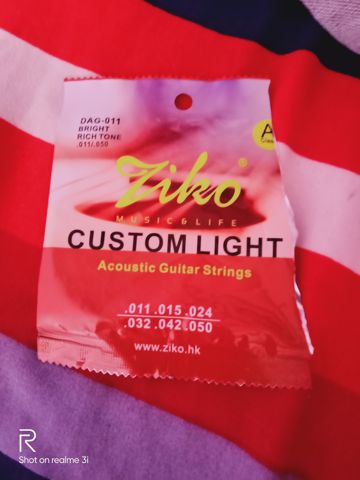 DAG-011
BRIGHT
RICH TONE
.011/.050
A
Ziko®
MUSIC & LIFE
CUSTOM LIGHT
Acoustic Guitar Strings
.011 .015 .024
.032 .042 .050
www.ziko.hk
R
Shot on realme 3i